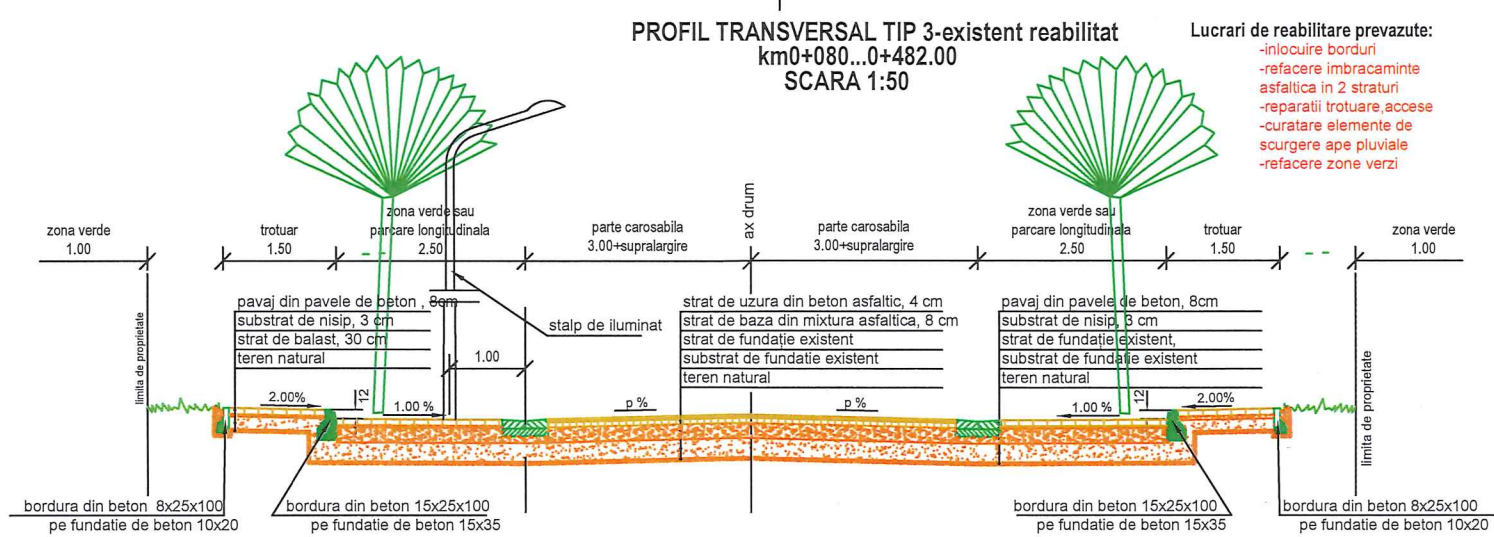 PROFIL TRANSVERSAL TIP 3-existent reabilitat
km0+080...0+482.00
SCARA 1:50
Lucrari de reabilitare prevazute:
-inlocuire borduri
-refacere imbracaminte
asfaltica in 2 straturi
-reparatii trotuare,accese
-curatare elemente de
scurgere ape pluviale
-refacere zone verzi
zona verde
1.00
trotuar
1.50
zona verde sau
parcare longitudinala
2.50
parte carosabila
3.00+supralargire
ax drum
parte carosabila
3.00+supralargire
zona verde sau
parcare longitudinala
2.50
trotuar
1.50
zona verde
1.00
limita de proprietate
pavaj din pavele de beton , 8cm
substrat de nisip, 3 cm
strat de balast, 30 cm
teren natural
stalp de iluminat
1.00
strat de uzura din beton asfaltic, 4 cm
strat de baza din mixtura asfaltica, 8 cm
strat de fundaţie existent
substrat de fundatie existent
teren natural
pavaj din pavele de beton, 8cm
substrat de nisip, 3 cm
strat de fundaţie existent,
substrat de fundatie existent
teren natural
limita de proprietate
2.00%
12
1.00 %
p %
p %
1.00 %
12
2.00%
bordura din beton 8x25x100
pe fundatie de beton 10x20
bordura din beton 15x25x100
pe fundatie de beton 15x35
bordura din beton 15x25x100
pe fundatie de beton 15x35
bordura din beton 8x25x100
pe fundatie de beton 10x20